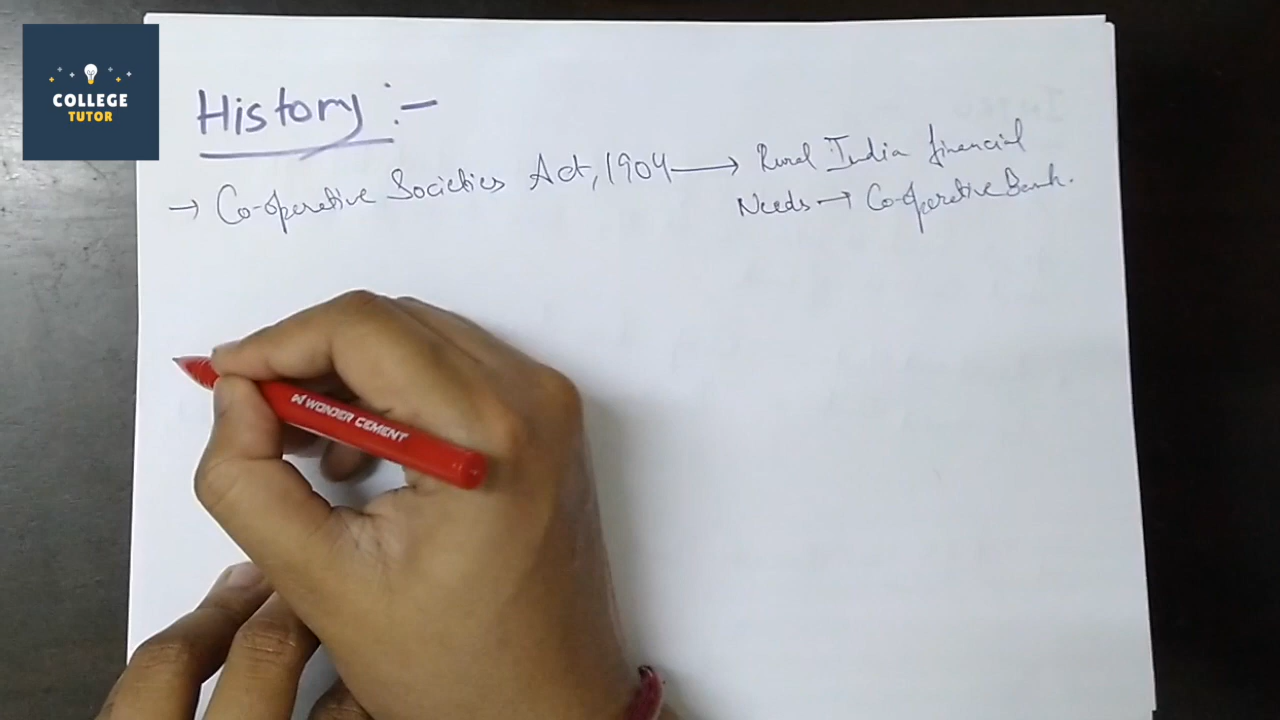 COLLEGE
TUTOR
History :-
→ Co-operative Societies Act, 1904 → Rural India financial
Needs → Co-operative Bank.
W WONDER CEMENT